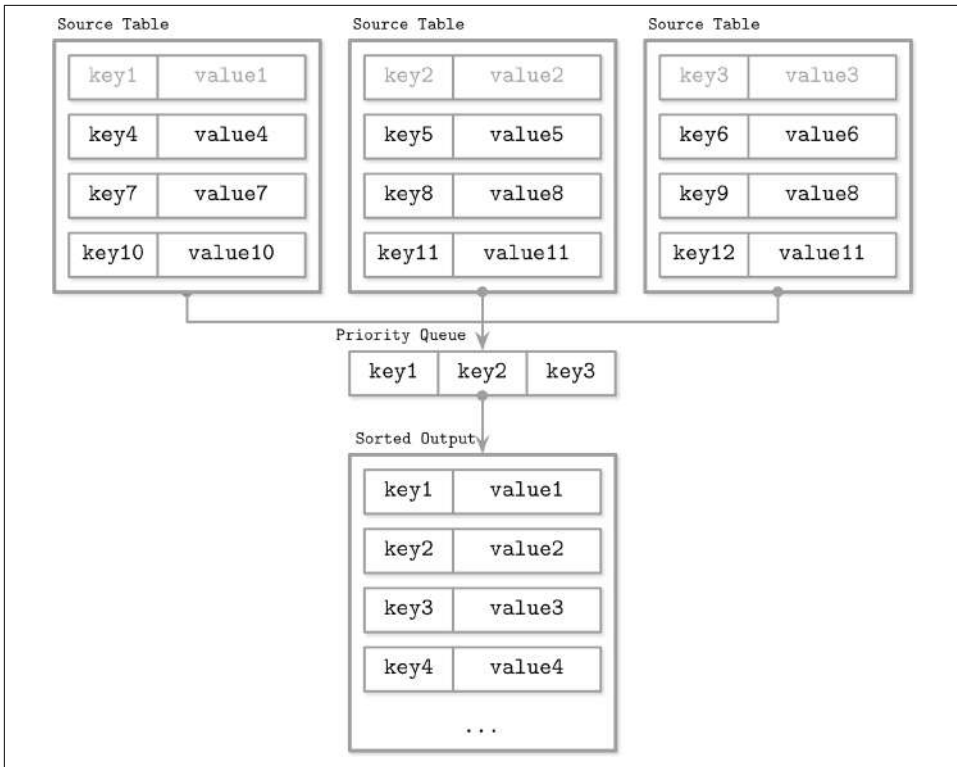 Source Table Source Table Source Table
key1 value1 key2 value2 key3 value3
key4 value4 key5 value5 key6 value6
key7 value7 key8 value8 key9 value8
key10 value10 key11 value11 key12 value11
Priority Queue
key1 key2 key3
Sorted Output
key1 value1
key2 value2
key3 value3
key4 value4
...